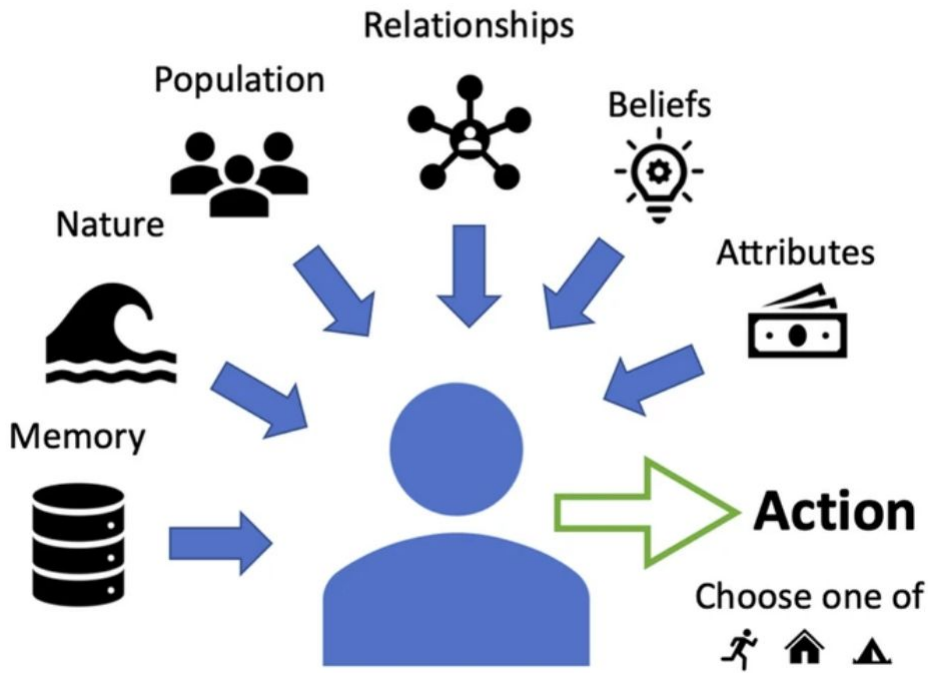 Relationships
Population
Beliefs
Nature
Attributes
Memory
Action
Choose one of